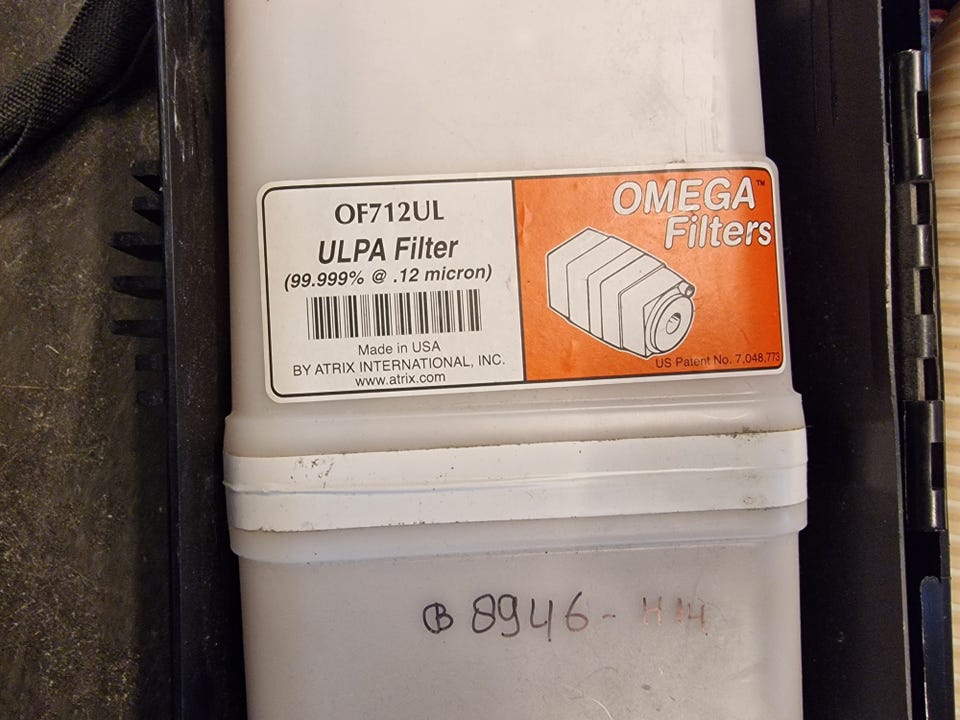 OF712UL
ULPA Filter
(99.999% @ .12 micron)
Made in USA
BY ATRIX INTERNATIONAL, INC.
www.atrix.com
OMEGA™
Filters
US Patent No. 7,048,773
B 8946 -